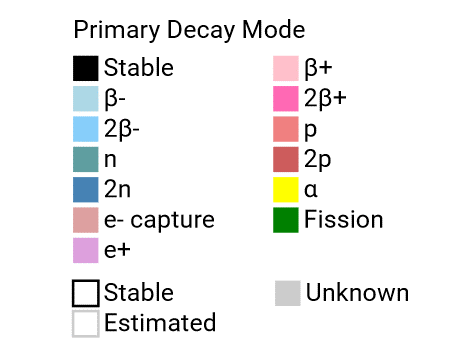 Primary Decay Mode
Stable
β-
2β-
n
2n
e- capture
e+
β+
2β+
p
2p
α
Fission
Stable
Estimated
Unknown